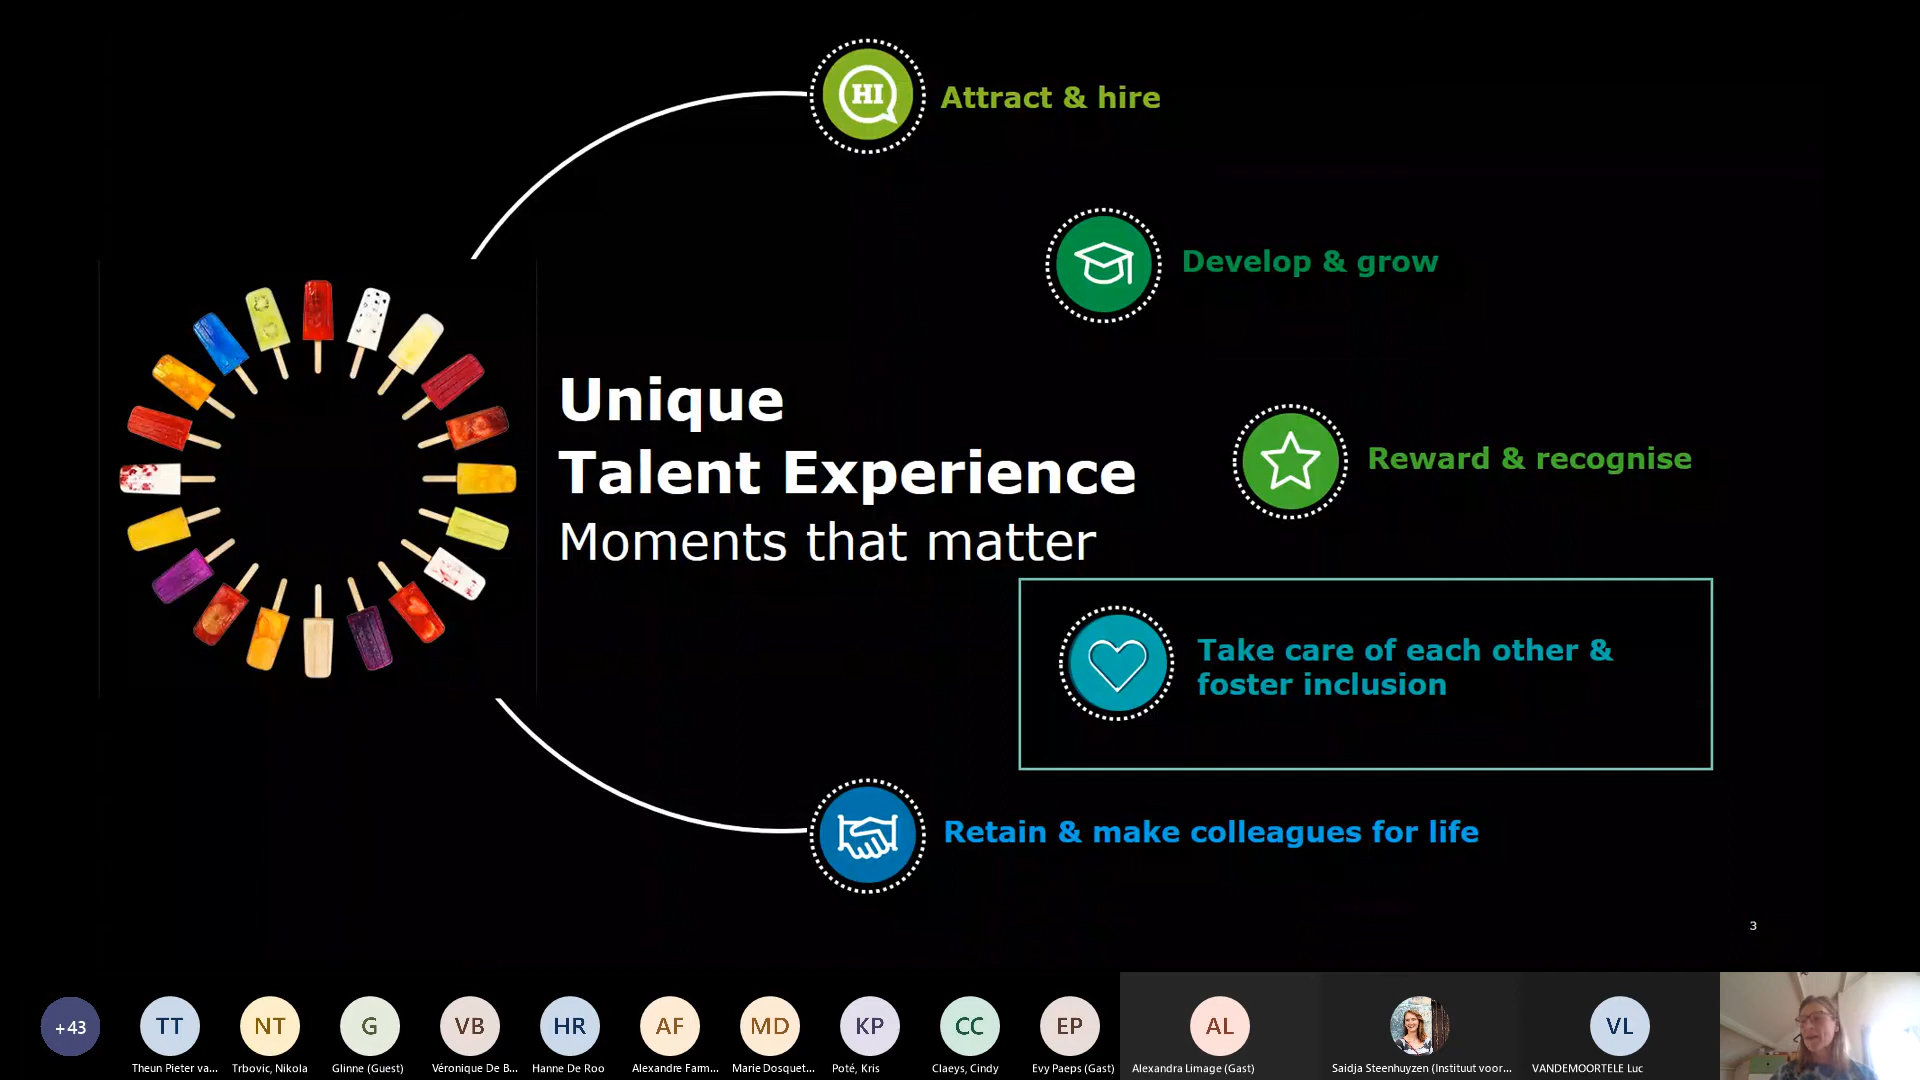 HI
Attract & hire
Develop & grow
Unique
Talent Experience
Moments that matter
Reward & recognise
Take care of each other &
foster inclusion
Retain & make colleagues for life
3
+43
TT
NT
G
VB
HR
AF
MD
KP
CC
EP
AL
VL
Theun Pieter va...
Trbovic, Nikola
Glinne (Guest)
Véronique De B...
Hanne De Roo
Alexandre Farm...
Marie Dosquet...
Poté, Kris
Claeys, Cindy
Evy Paeps (Gast)
Alexandra Limage (Gast)
Saidja Steenhuyzen (Instituut voor...
VANDEMOORTELE Luc